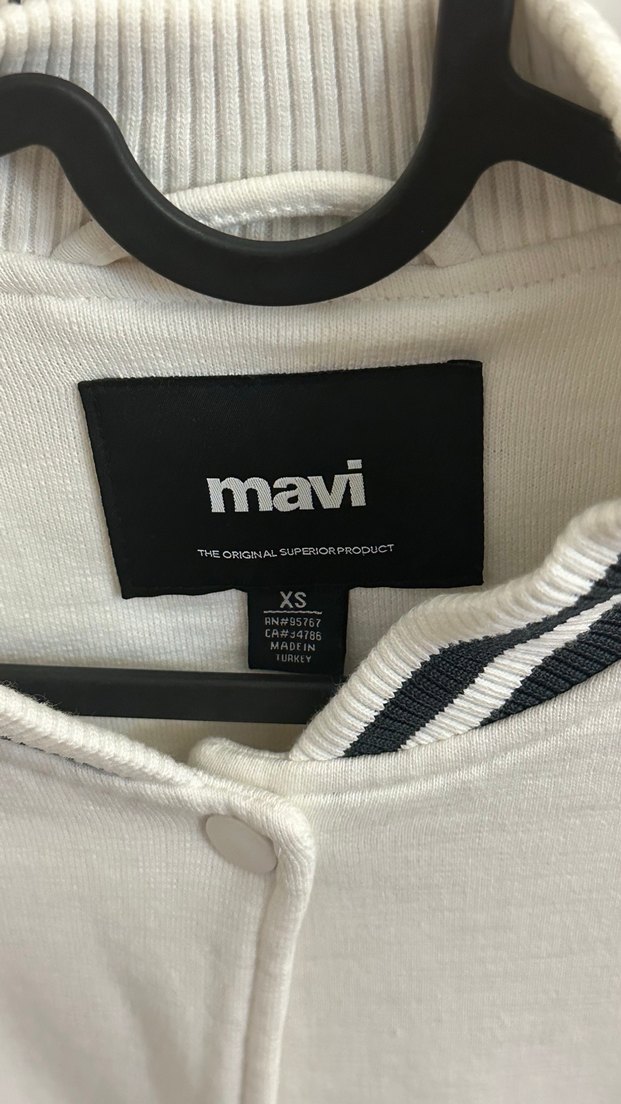 mavi
THE ORIGINAL SUPERIOR PRODUCT
XS
RN#95767
CA#34786
MADE IN
TURKEY